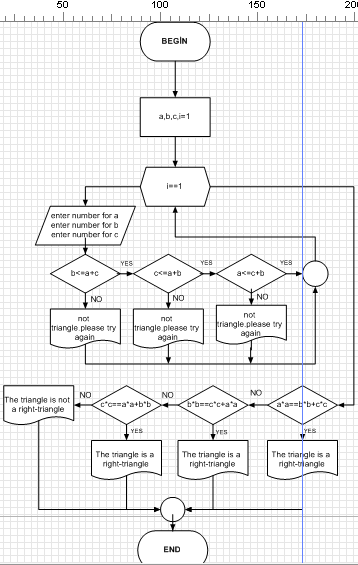 50
100
150
200
BEGİN
a,b,c,i=1
i==1
enter number for a
enter number for b
enter number for c
b<=a+c
YES
c<=a+b
YES
a<=c+b
YES
NO
NO
NO
not
triangle.please try
again
not
triangle.please try
again
not
triangle.please try
again
The triangle is not
a right-triangle
NO
c*c==a*a+b*b
NO
b*b==c*c+a*a
NO
a*a==b*b+c*c
YES
YES
YES
The triangle is a
right-triangle
The triangle is a
right-triangle
The triangle is a
right-triangle
END